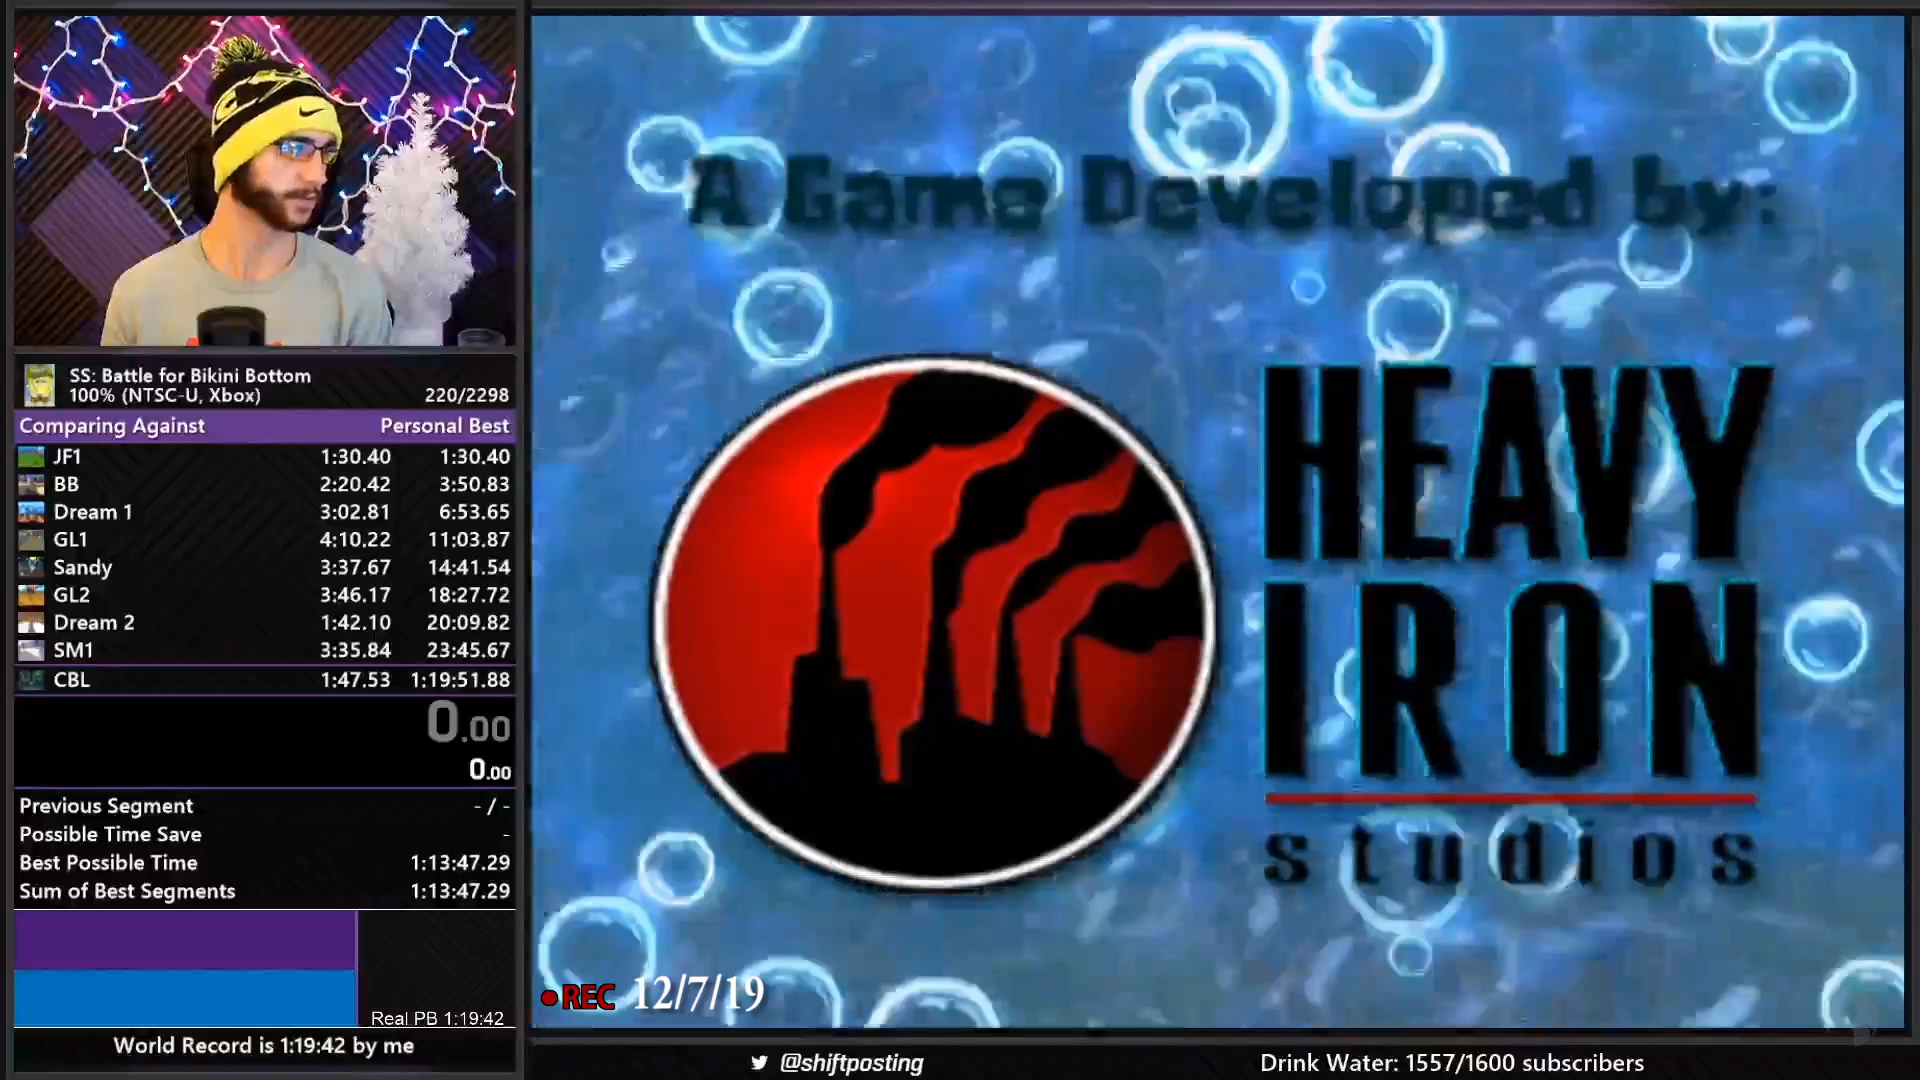 SS: Battle for Bikini Bottom
100% (NTSC-U, Xbox) 220/2298
Comparing Against Personal Best
JF1 1:30.40 1:30.40
BB 2:20.42 3:50.83
Dream 1 3:02.81 6:53.65
GL1 4:10.22 11:03.87
Sandy 3:37.67 14:41.54
GL2 3:46.17 18:27.72
Dream 2 1:42.10 20:09.82
SM1 3:35.84 23:45.67
CBL 1:47.53 1:19:51.88
0.00
0.00
Previous Segment - / -
Possible Time Save -
Best Possible Time 1:13:47.29
Sum of Best Segments 1:13:47.29
Real PB 1:19:42
World Record is 1:19:42 by me
A Game Developed by:
HEAVY
IRON
studios
REC 12/7/19
@shiftposting
Drink Water: 1557/1600 subscribers